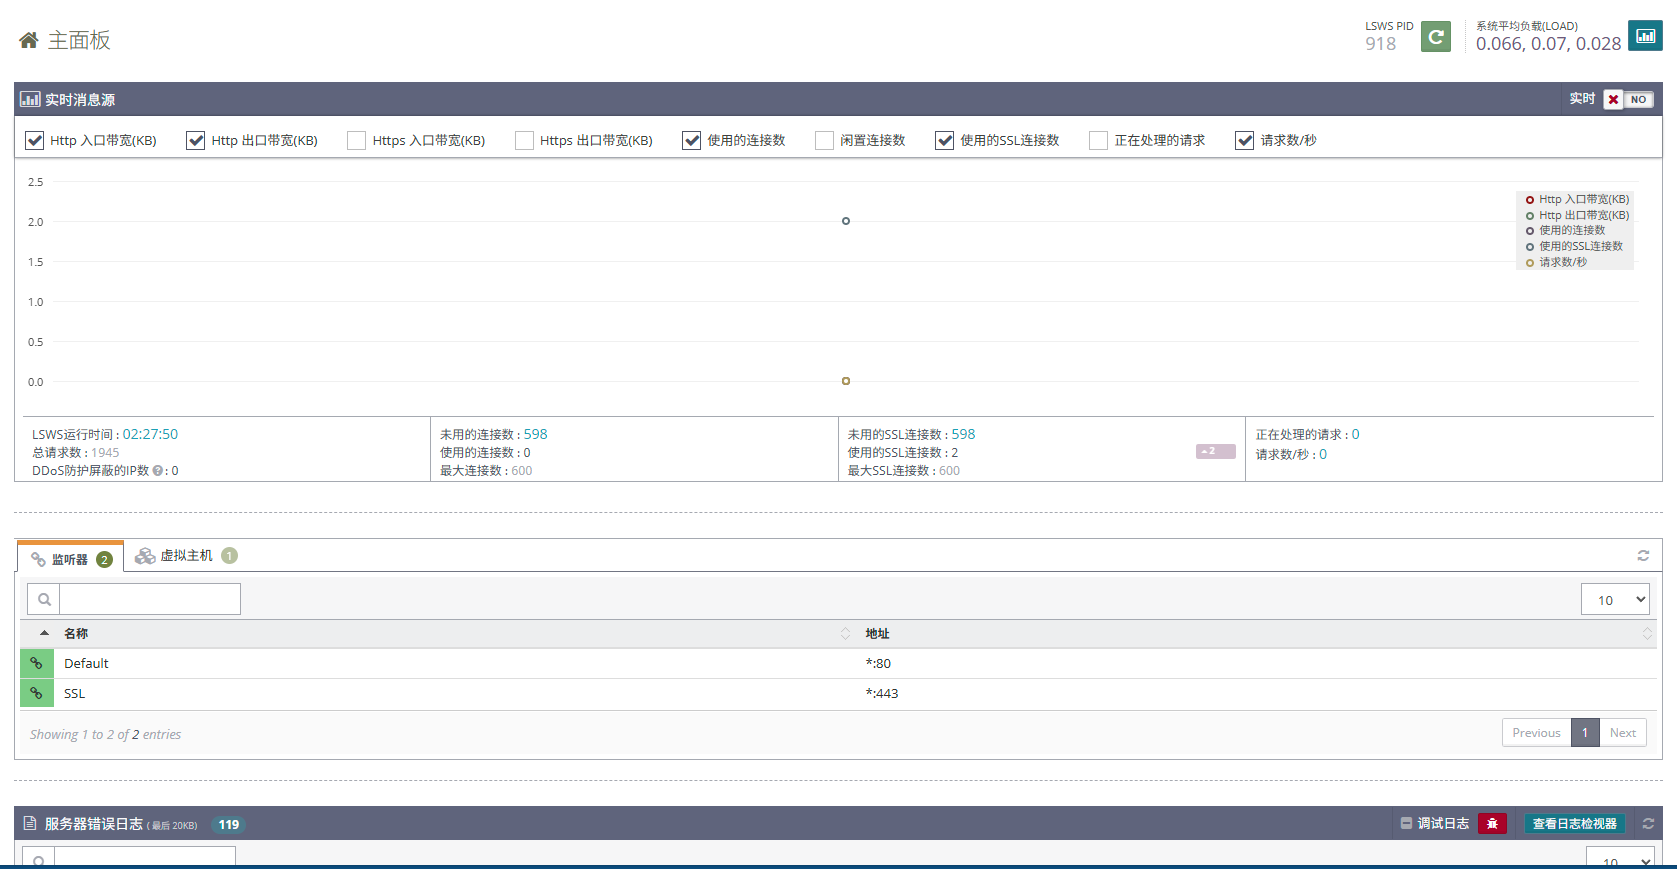 主面板
LSWS PID
918
系统平均负载(LOAD)
0.066, 0.07, 0.028
实时消息源
实时 NO
Http 入口带宽(KB) Http 出口带宽(KB) Https 入口带宽(KB) Https 出口带宽(KB) 使用的连接数 闲置连接数 使用的SSL连接数 正在处理的请求 请求数/秒
2.5
2.0
1.5
1.0
0.5
0.0
Http 入口带宽(KB)
Http 出口带宽(KB)
使用的连接数
使用的SSL连接数
请求数/秒
LSWS运行时间 : 02:27:50
总请求数 : 1945
DDoS防护屏蔽的IP数 : 0
未用的连接数 : 598
使用的连接数 : 0
最大连接数 : 600
未用的SSL连接数 : 598
使用的SSL连接数 : 2
最大SSL连接数 : 600
2
正在处理的请求 : 0
请求数/秒 : 0
监听器 2 虚拟主机 1
10
名称 地址
Default *:80
SSL *:443
Showing 1 to 2 of 2 entries
Previous 1 Next
服务器错误日志 ( 最后 20KB) 119
调试日志 查看日志检视器
10